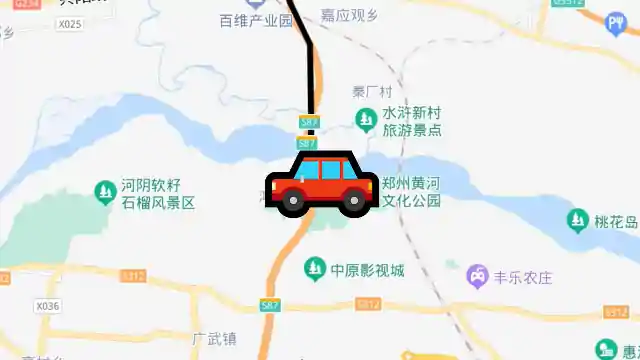 G234
X025
百维产业园
嘉应观乡
秦厂村
水浒新村
旅游景点
S87
S87
河阴软籽
石榴风景区
郑州黄河
文化公园
桃花岛
中原影视城
丰乐农庄
S312
X036
S87
S312
S312
广武镇